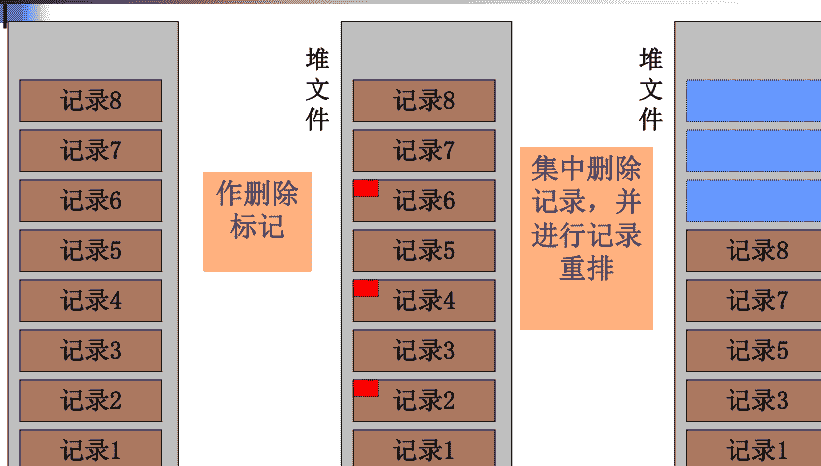 记录8
记录7
记录6
记录5
记录4
记录3
记录2
记录1
作删除
标记
堆
文
件
记录8
记录7
记录6
记录5
记录4
记录3
记录2
记录1
集中删除
记录，并
进行记录
重排
堆
文
件
记录8
记录7
记录5
记录3
记录1